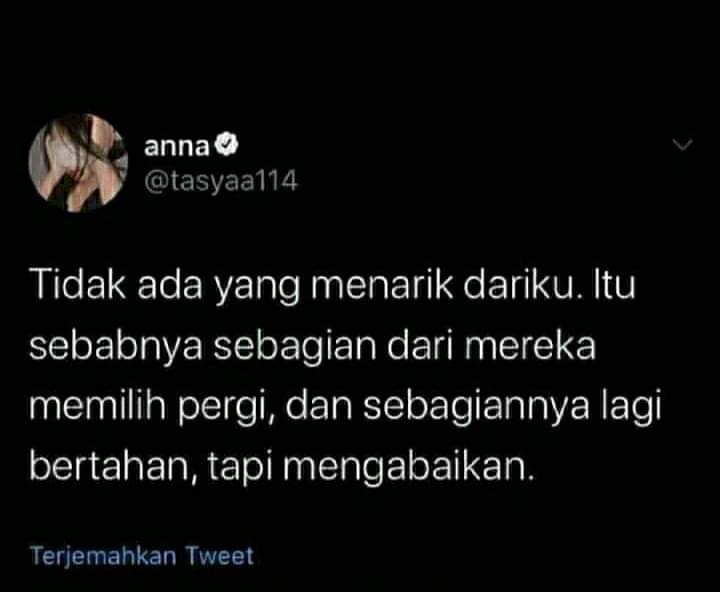 anna
@tasyaa114
Tidak ada yang menarik dariku. Itu
sebabnya sebagian dari mereka
memilih pergi, dan sebagiannya lagi
bertahan, tapi mengabaikan.
Terjemahkan Tweet